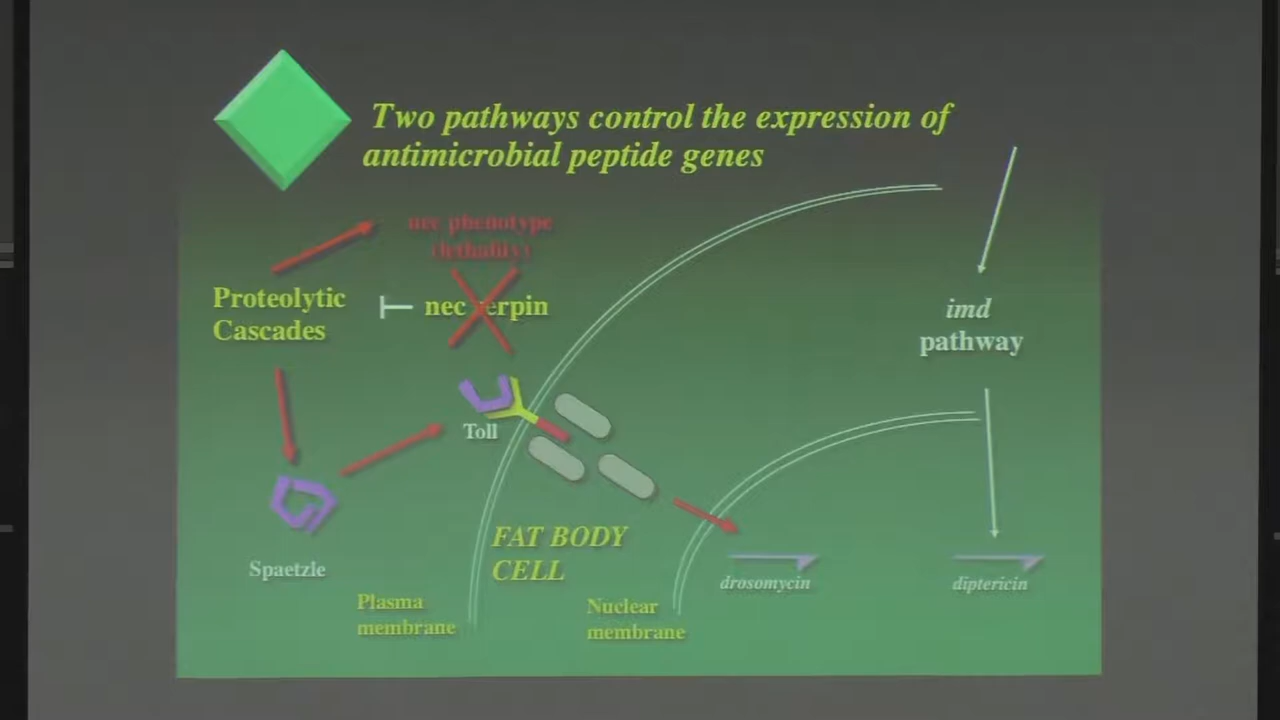 Two pathways control the expression of
antimicrobial peptide genes
nec phenotype
(lethality)
Proteolytic
Cascades
nec erpin
imd
pathway
Toll
Spaetzle
FAT BODY
CELL
Plasma
membrane
Nuclear
membrane
drosomycin
diptericin